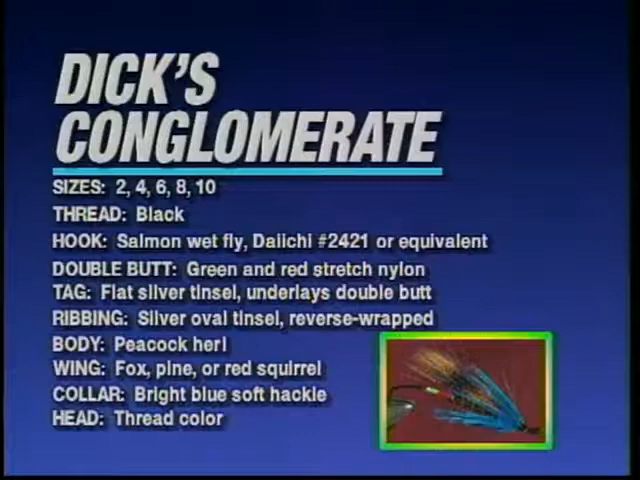 DICK'S
CONGLOMERATE
SIZES: 2, 4, 6, 8, 10
THREAD: Black
HOOK: Salmon wet fly, Daiichi #2421 or equivalent
DOUBLE BUTT: Green and red stretch nylon
TAG: Flat silver tinsel, underlays double butt
RIBBING: Silver oval tinsel, reverse-wrapped
BODY: Peacock herl
WING: Fox, pine, or red squirrel
COLLAR: Bright blue soft hackle
HEAD: Thread color